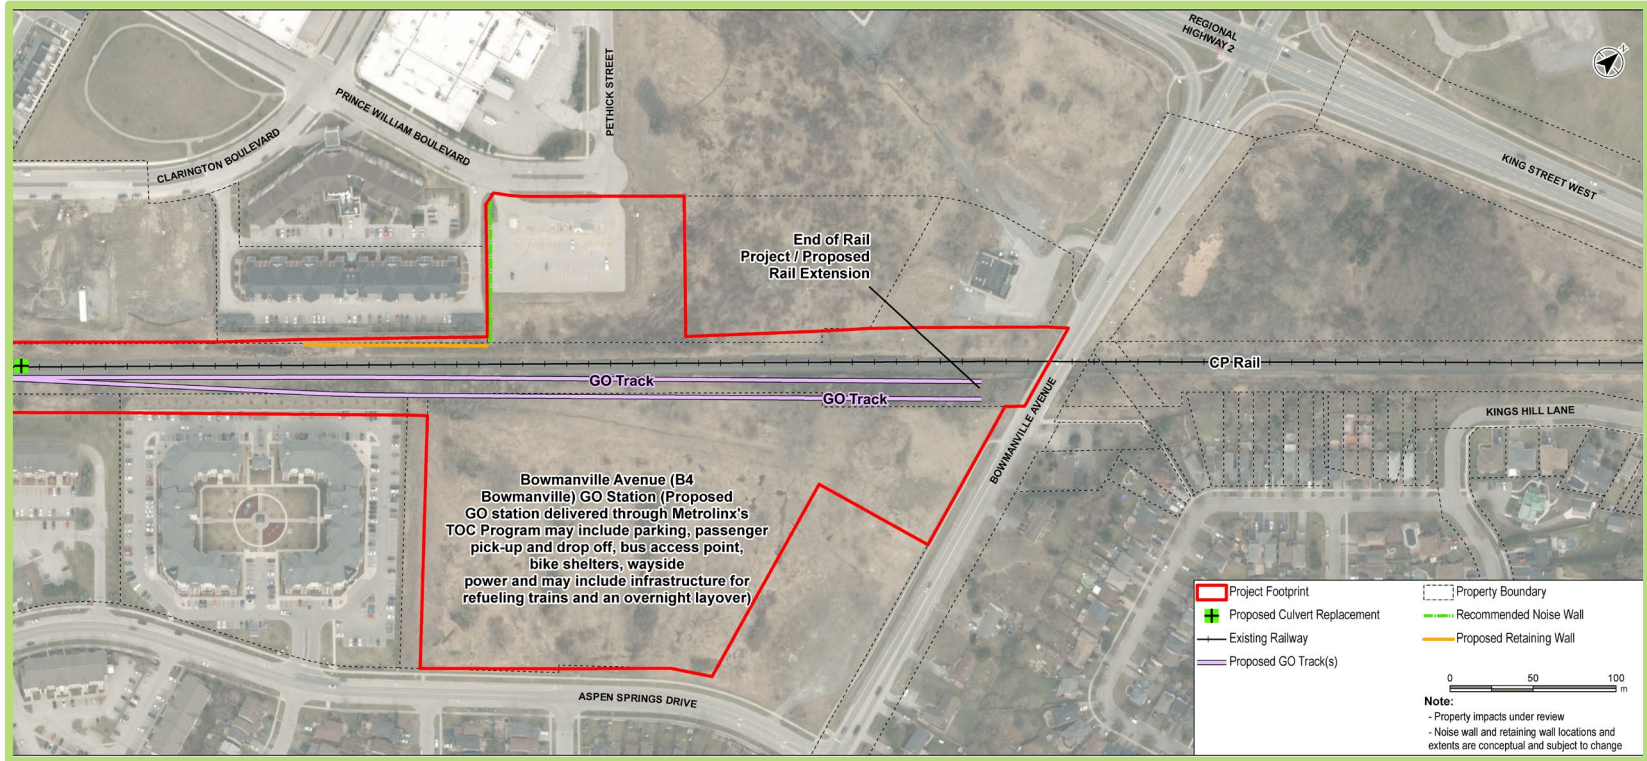 REGIONAL
HIGHWAY 2
N
PETHICK STREET
PRINCE WILLIAM BOULEVARD
CLARINGTON BOULEVARD
KING STREET WEST
End of Rail
Project / Proposed
Rail Extension
CP Rail
GO Track
GO Track
BOWMANVILLE AVENUE
KINGS HILL LANE
Bowmanville Avenue (B4
Bowmanville) GO Station (Proposed
GO station delivered through Metrolinx's
TOC Program may include parking, passenger
pick-up and drop off, bus access point,
bike shelters, wayside
power and may include infrastructure for
refueling trains and an overnight layover)
ASPEN SPRINGS DRIVE
Project Footprint
Proposed Culvert Replacement
Existing Railway
Proposed GO Track(s)
Property Boundary
Recommended Noise Wall
Proposed Retaining Wall
0 50 100
m
Note:
- Property impacts under review
- Noise wall and retaining wall locations and
extents are conceptual and subject to change